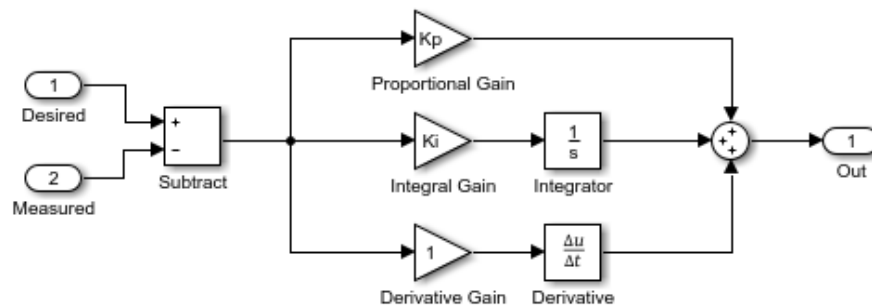 Kp
Proportional Gain
1
Desired
+
−
Subtract
2
Measured
Ki
Integral Gain
1
s
Integrator
+
+
+
1
Out
1
Derivative Gain
Δu
Δt
Derivative